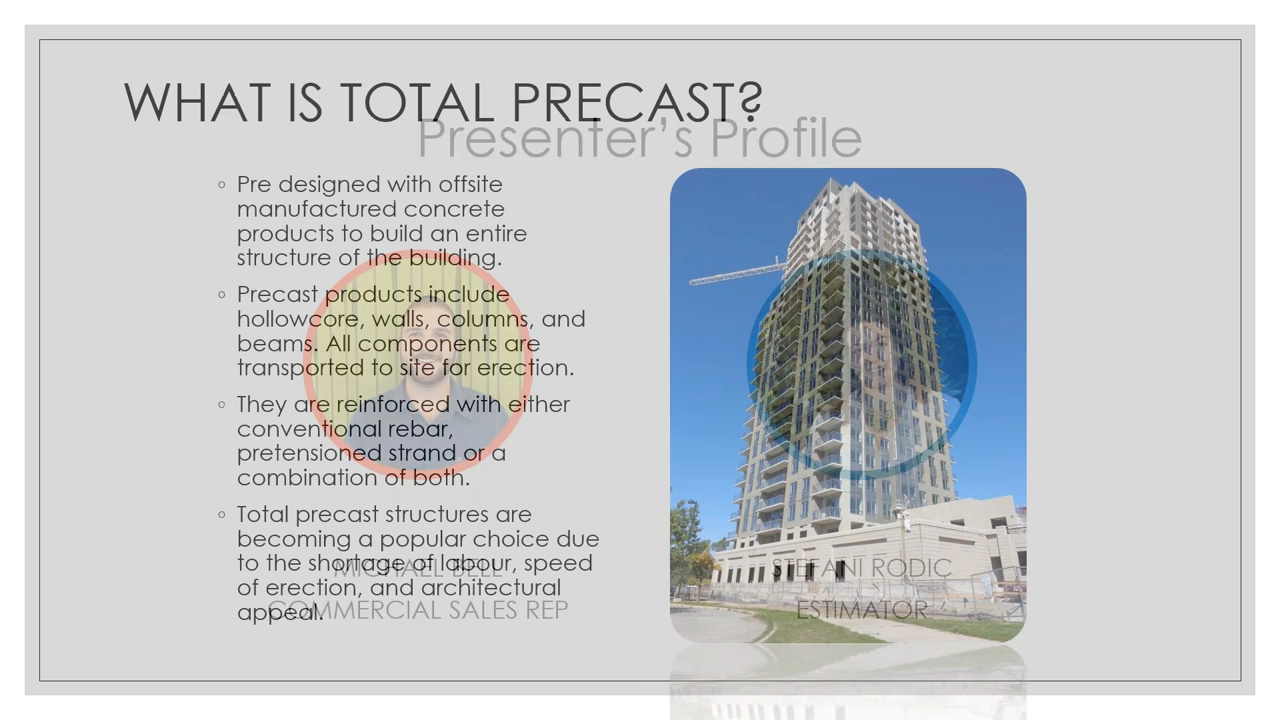 WHAT IS TOTAL PRECAST?
Presenter's Profile
◦ Pre designed with offsite
manufactured concrete
products to build an entire
structure of the building.
◦ Precast products include
hollowcore, walls, columns, and
beams. All components are
transported to site for erection.
◦ They are reinforced with either
conventional rebar,
pretensioned strand or a
combination of both.
◦ Total precast structures are
becoming a popular choice due
to the shortage of labour, speed
of erection, and architectural
appeal.
MICHAEL BELL
COMMERCIAL SALES REP
STEFANI RODIC
ESTIMATOR